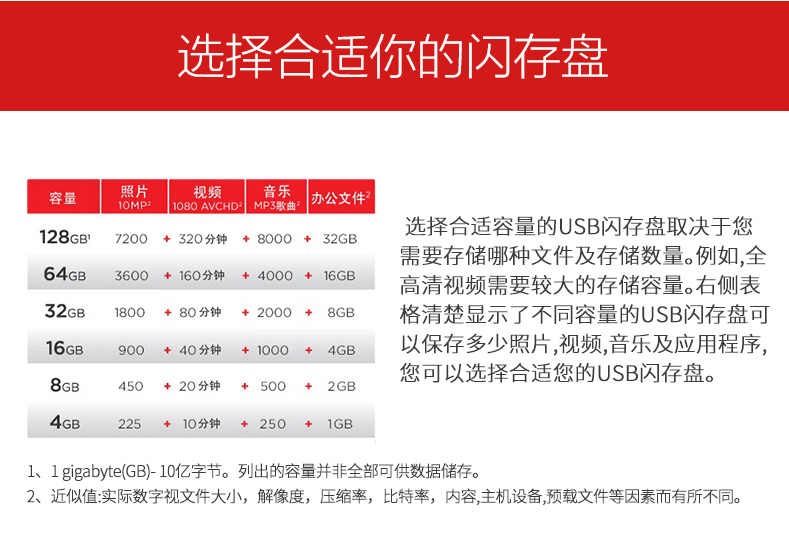 选择合适你的闪存盘
容量 照片 10MP² 视频 1080 AVCHD² 音乐 MP3歌曲² 办公文件²
128GB¹ 7200 + 320分钟 + 8000 + 32GB
64GB 3600 + 160分钟 + 4000 + 16GB
32GB 1800 + 80分钟 + 2000 + 8GB
16GB 900 + 40分钟 + 1000 + 4GB
8GB 450 + 20分钟 + 500 + 2GB
4GB 225 + 10分钟 + 250 + 1GB
选择合适容量的USB闪存盘取决于您
需要存储哪种文件及存储数量。例如,全
高清视频需要较大的存储容量。右侧表
格清楚显示了不同容量的USB闪存盘可
以保存多少照片,视频,音乐及应用程序,
您可以选择合适您的USB闪存盘。
1、1 gigabyte(GB)- 10亿字节。列出的容量并非全部可供数据储存。
2、近似值:实际数字视文件大小，解像度，压缩率，比特率，内容,主机设备,预载文件等因素而有所不同。